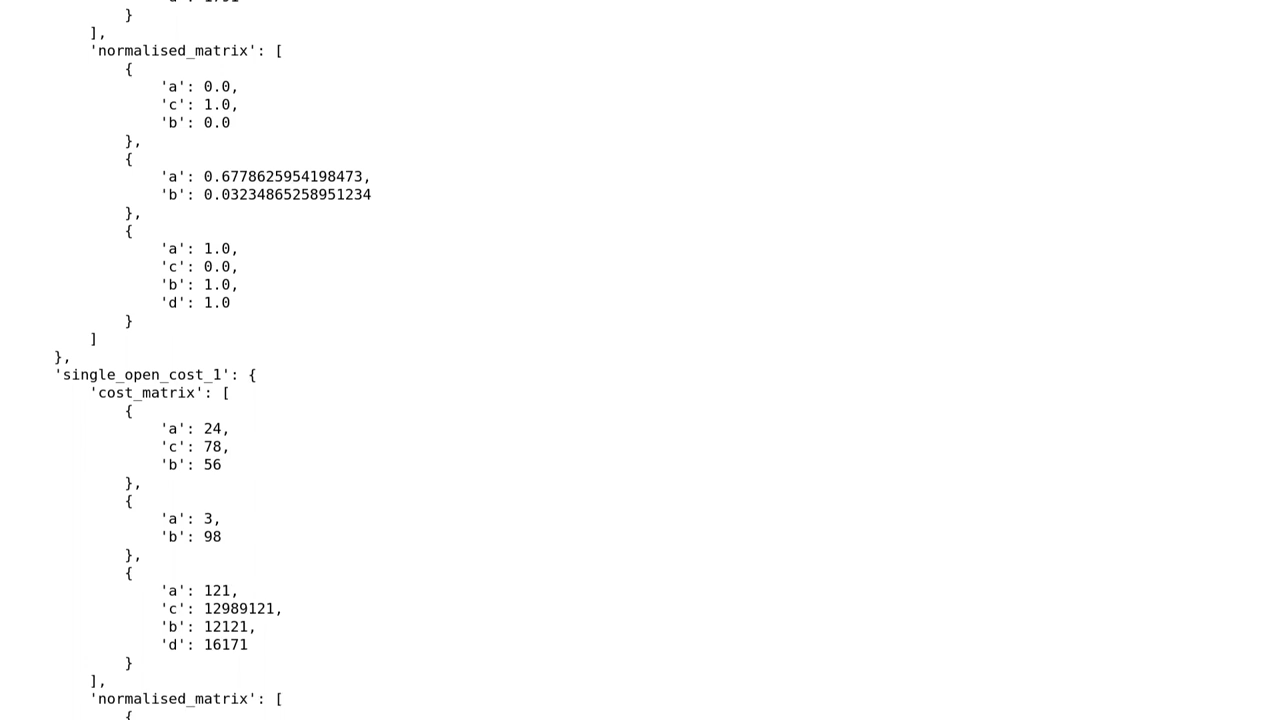 'd': 1791
}
],
'normalised_matrix': [
{
'a': 0.0,
'c': 1.0,
'b': 0.0
},
{
'a': 0.6778625954198473,
'b': 0.03234865258951234
},
{
'a': 1.0,
'c': 0.0,
'b': 1.0,
'd': 1.0
}
]
},
'single_open_cost_1': {
'cost_matrix': [
{
'a': 24,
'c': 78,
'b': 56
},
{
'a': 3,
'b': 98
},
{
'a': 121,
'c': 12989121,
'b': 12121,
'd': 16171
}
],
'normalised_matrix': [
{